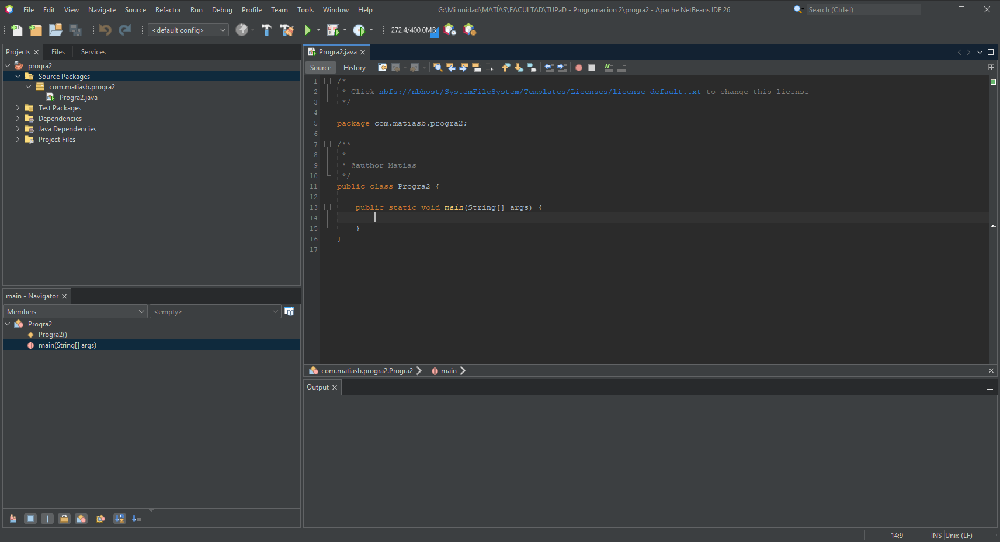 File Edit View Navigate Source Refactor Run Debug Profile Team Tools Window Help G:\Mi unidad\MATÍAS\FACULTAD\TUPaD - Programacion 2\progra2 - Apache NetBeans IDE 26 Search (Ctrl+I)
<default config> 272,4/400,0MB
Projects Files Services
progra2
Source Packages
com.matiasb.progra2
Progra2.java
Test Packages
Dependencies
Java Dependencies
Project Files
main - Navigator
Members <empty>
Progra2
Progra2()
main(String[] args)
Progra2.java
Source History
1 /*
2 * Click nbfs://nbhost/SystemFileSystem/Templates/Licenses/license-default.txt to change this license
3 */
4
5 package com.matiasb.progra2;
6
7 /**
8 *
9 * @author Matias
10 */
11 public class Progra2 {
12
13 public static void main(String[] args) {
14
15 }
16 }
17
com.matiasb.progra2.Progra2 main
Output
14:9 INS Unix (LF)